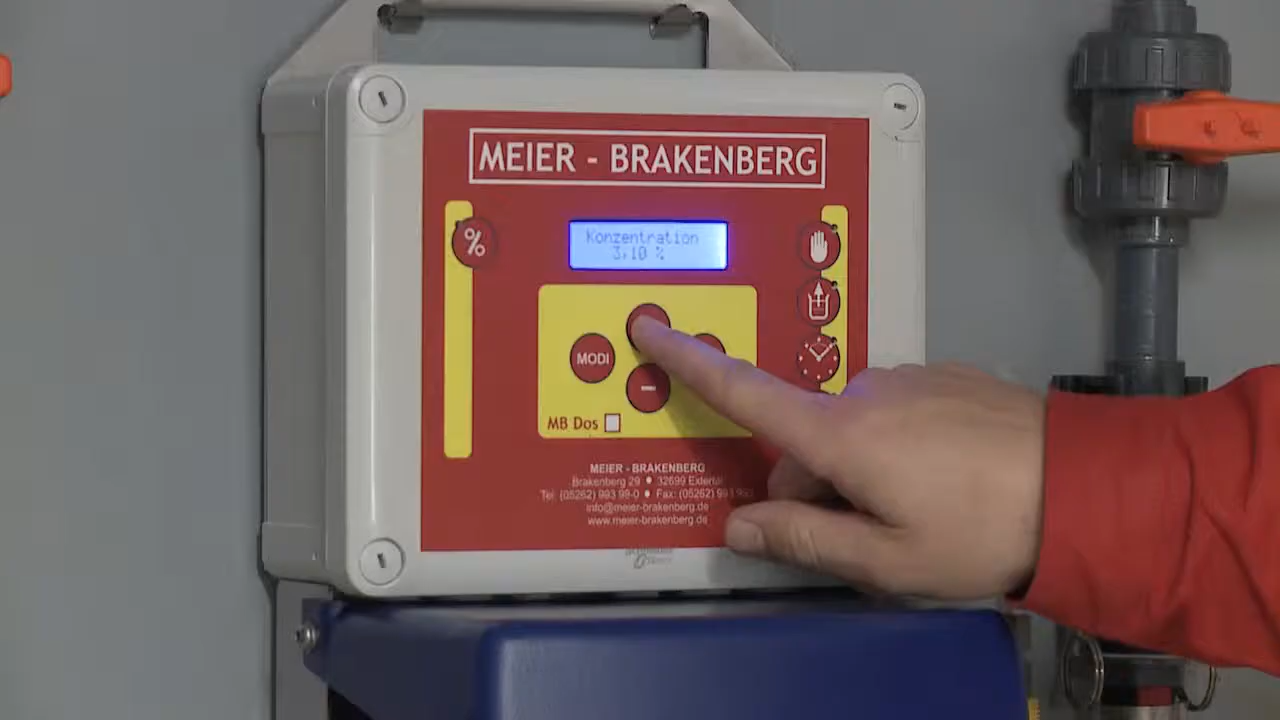 MEIER - BRAKENBERG
%
Konzentration
3,10 %
MODI
-
MB Dos
MEIER - BRAKENBERG
Brakenberg 29 • 32699 Extertal
Tel: (05262) 993 99-0 • Fax: (05262) 993
info@meier-brakenberg.de
www.meier-brakenberg.de